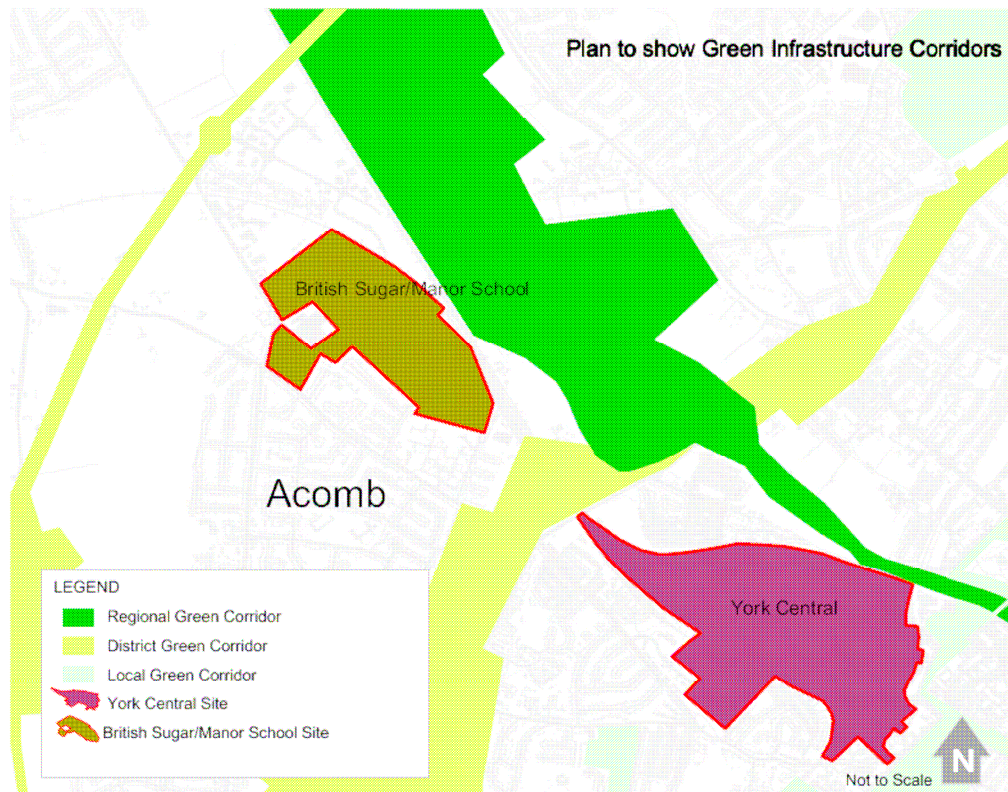 Plan to show Green Infrastructure Corridors
British Sugar/Manor School
Acomb
York Central
LEGEND
Regional Green Corridor
District Green Corridor
Local Green Corridor
York Central Site
British Sugar/Manor School Site
N
Not to Scale